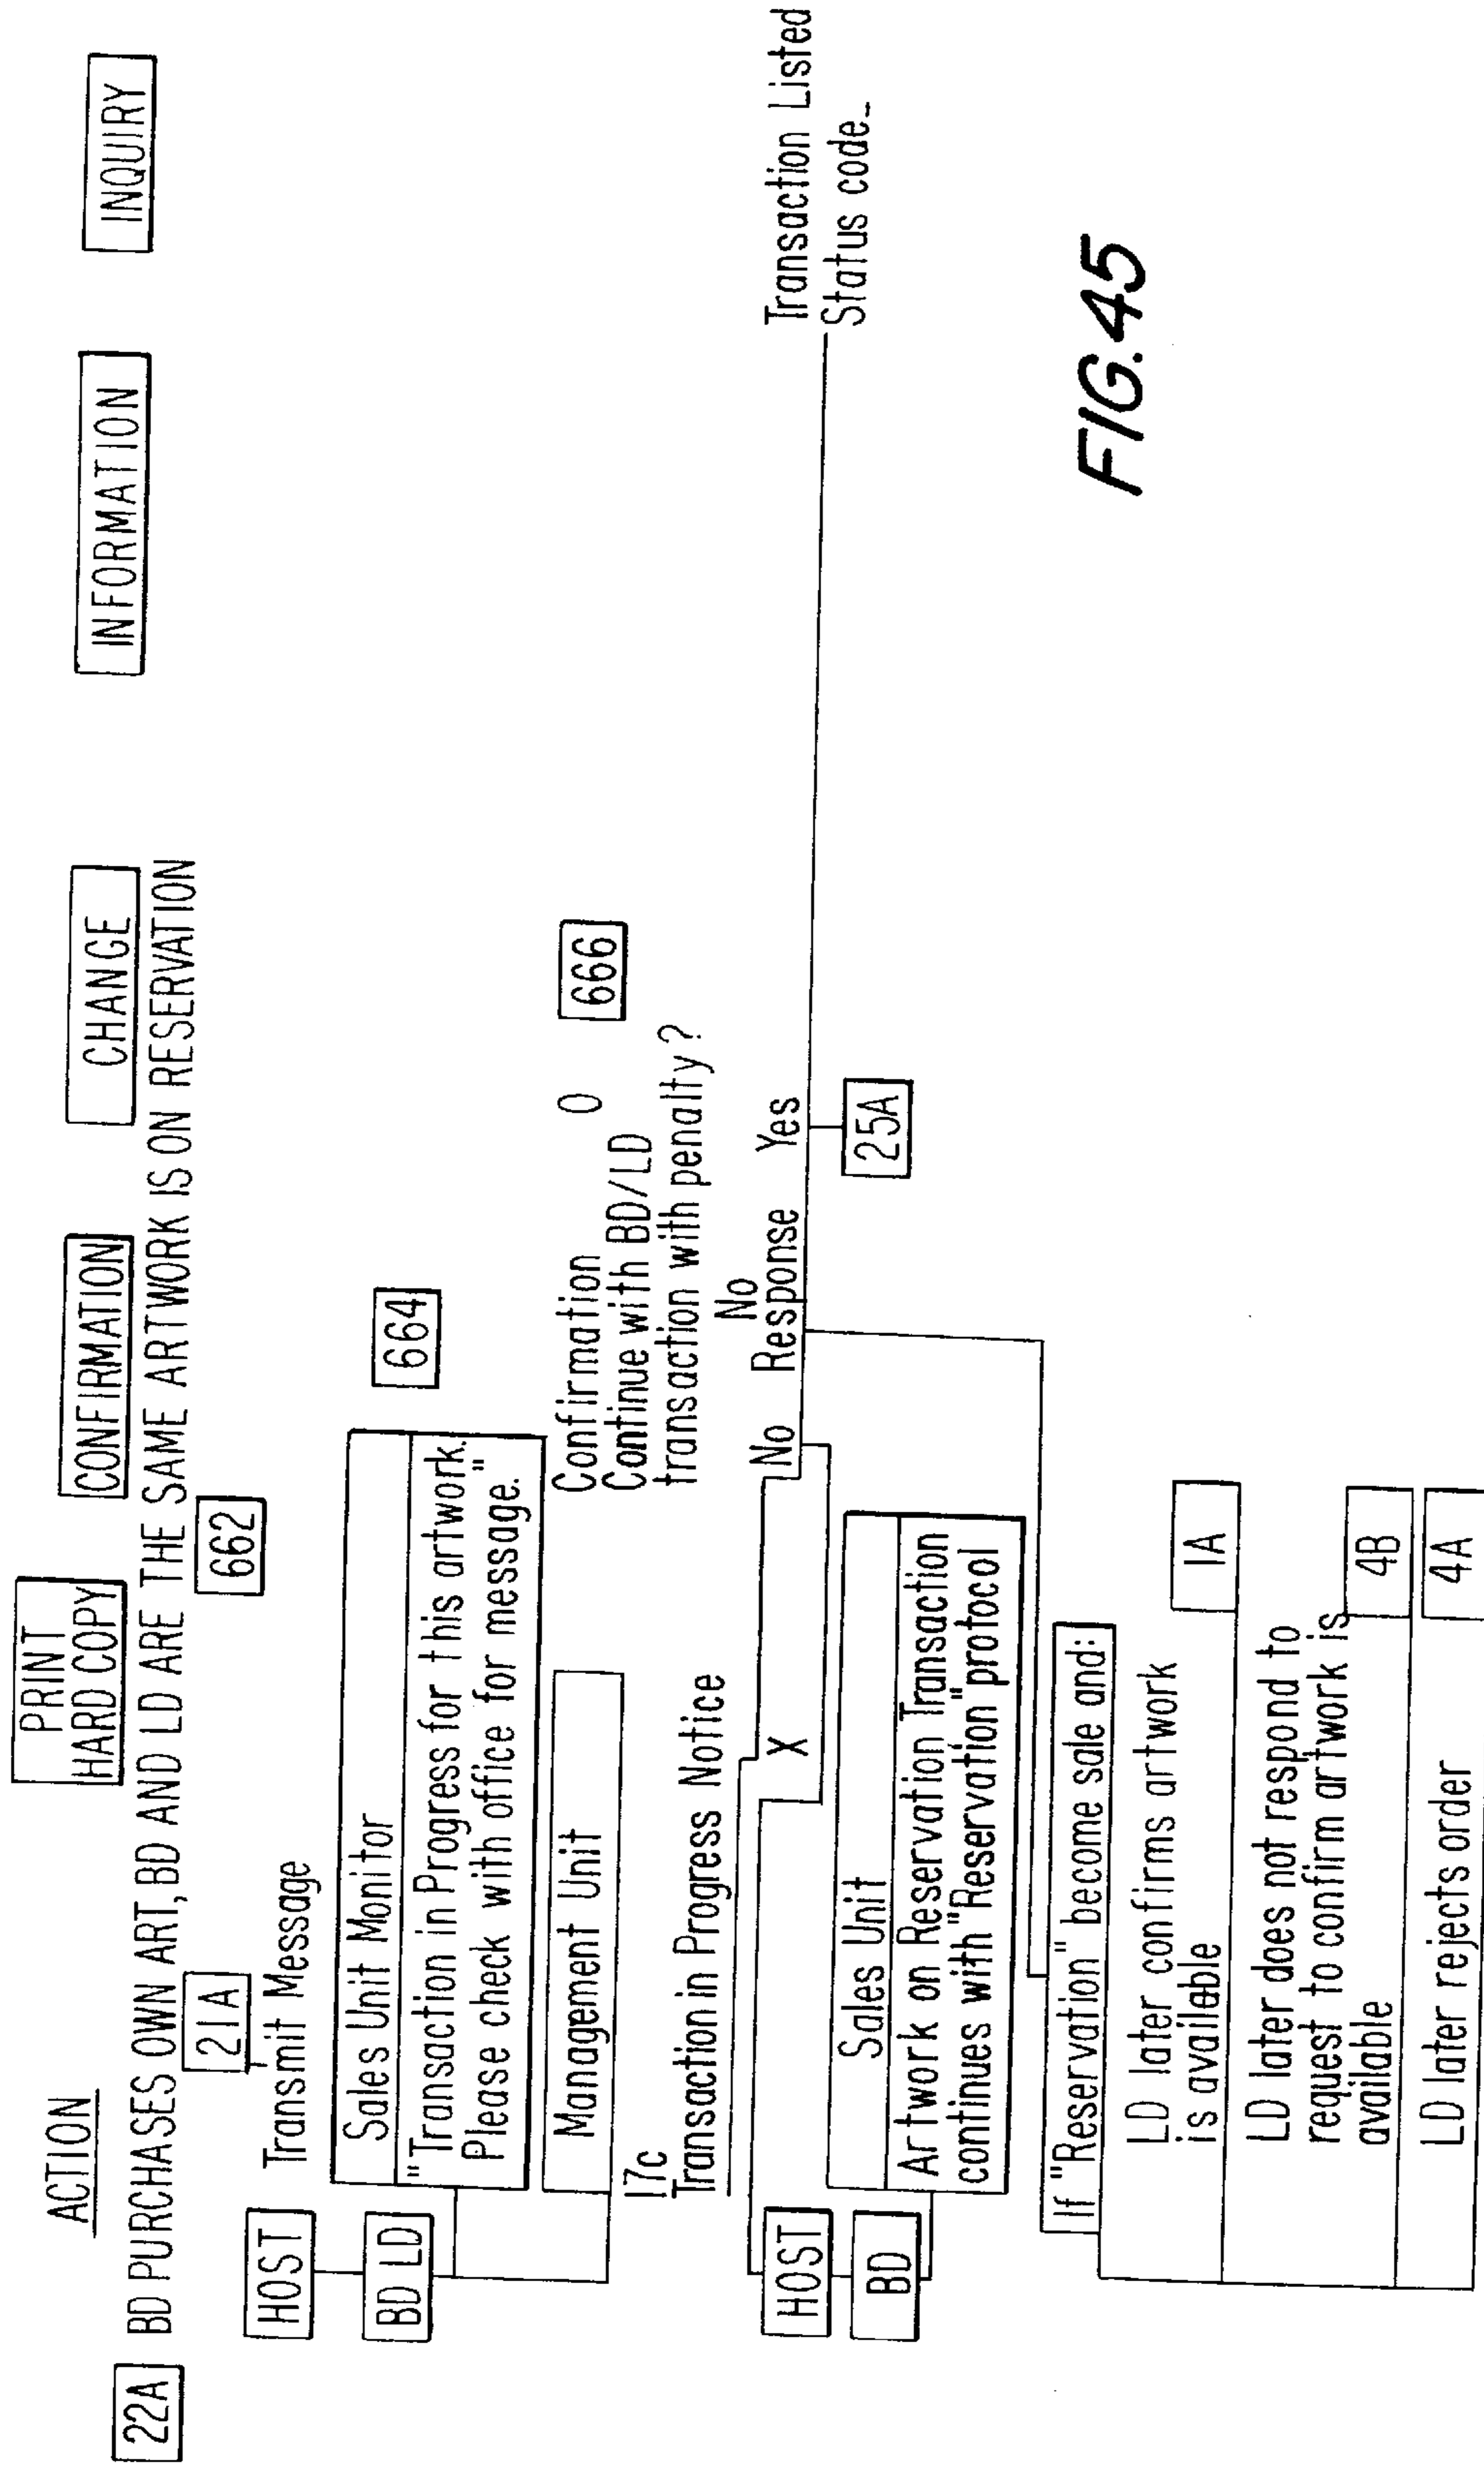 ACTION
PRINT
HARD COPY
CONFIRMATION
CHANGE
INFORMATION
INQUIRY
22A
BD PURCHASES OWN ART, BD AND LD ARE THE SAME ARTWORK IS ON RESERVATION
21A
662
Transmit Message
HOST
Sales Unit Monitor
664
BD LD
"Transaction in Progress for this artwork.
Please check with office for message."
Management Unit
Confirmation O
666
Continue with BD/LD
transaction with penalty?
17c
Transaction in Progress Notice
No
No Response Yes
Transaction Listed
Status code_
HOST
X
25A
BD
Sales Unit
Artwork on Reservation Transaction
continues with "Reservation" protocol
If "Reservation" become sale and:
LD later confirms artwork
is available
1A
LD later does not respond to
request to confirm artwork is
available
4B
LD later rejects order
4A
FIG.45